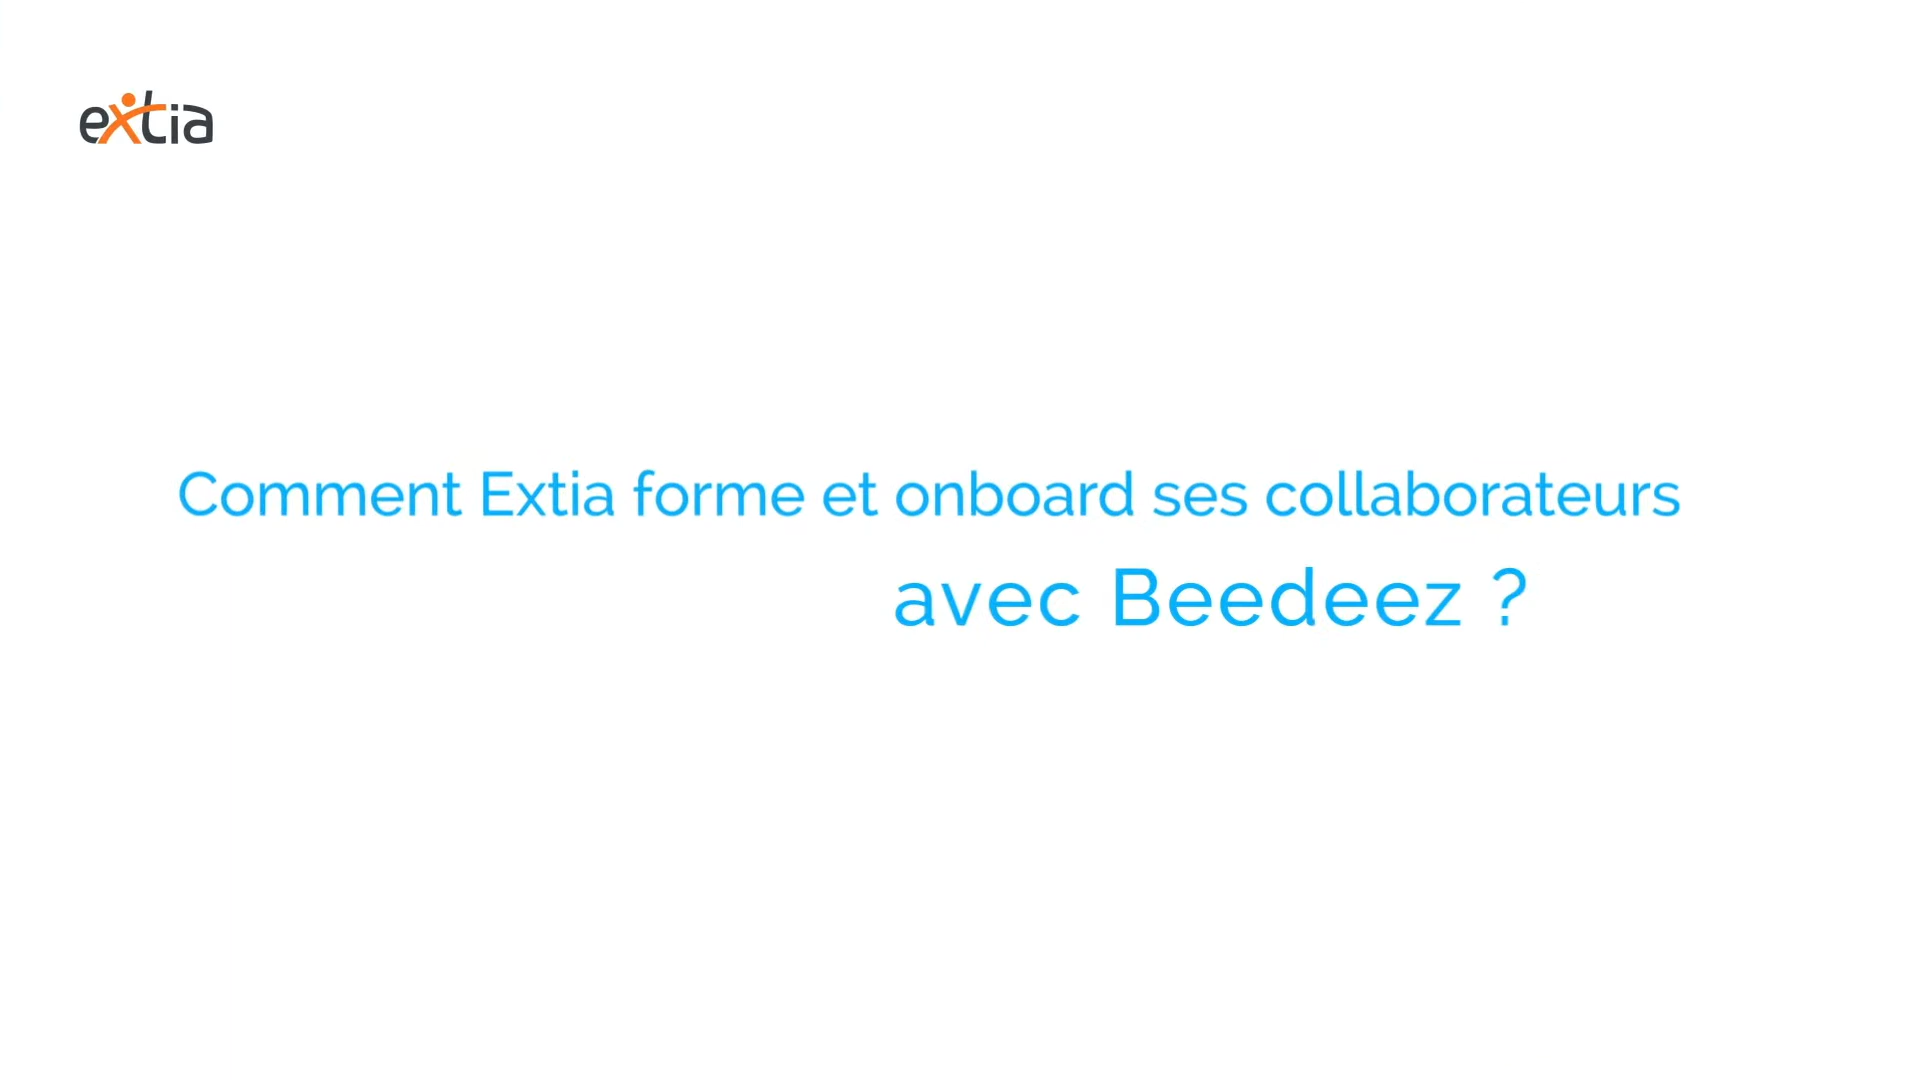 extia
Comment Extia forme et onboard ses collaborateurs
avec Beedeez ?